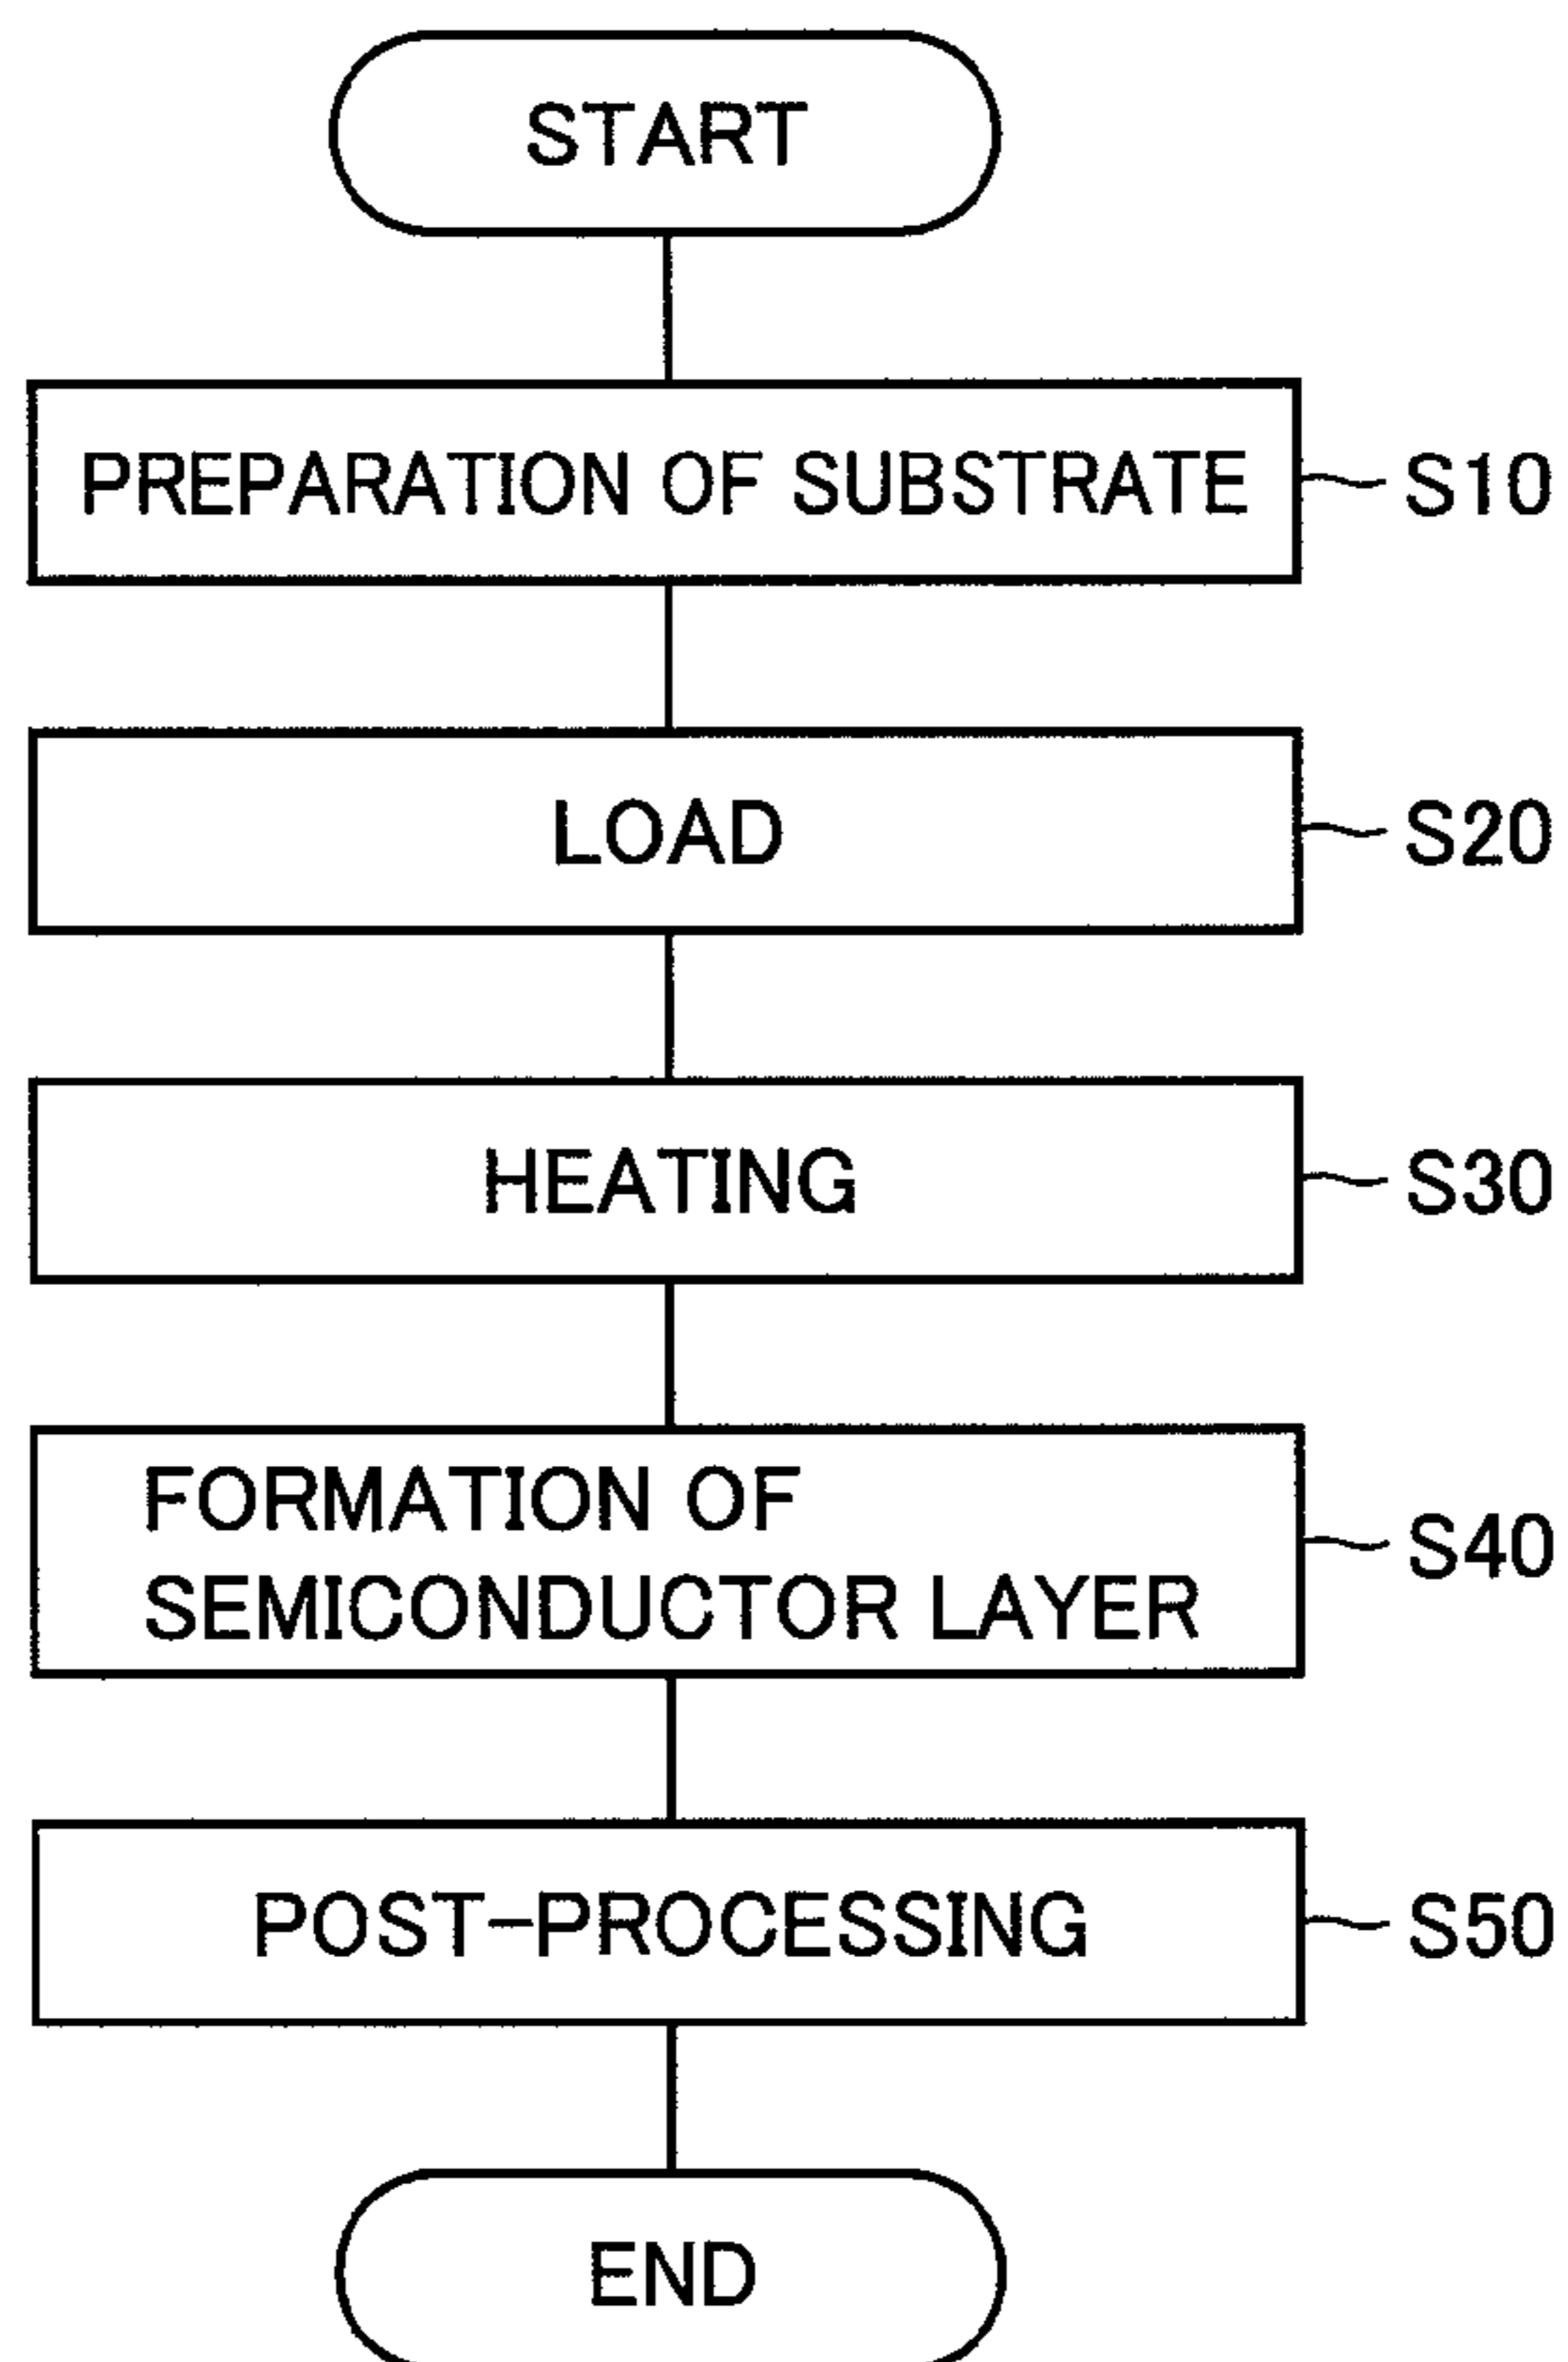 START
PREPARATION OF SUBSTRATE
S10
LOAD
S20
HEATING
S30
FORMATION OF
SEMICONDUCTOR LAYER
S40
POST-PROCESSING
S50
END